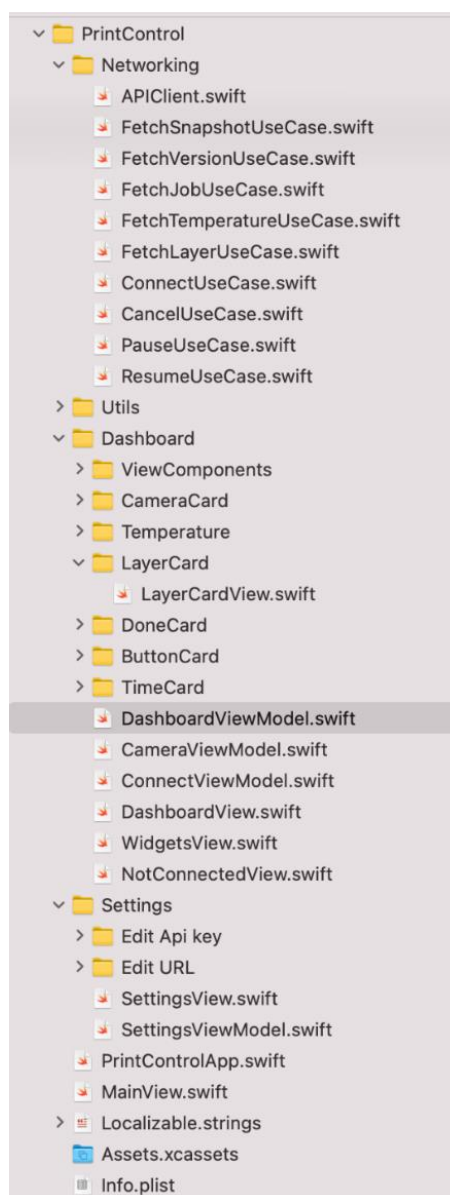 PrintControl
Networking
APIClient.swift
FetchSnapshotUseCase.swift
FetchVersionUseCase.swift
FetchJobUseCase.swift
FetchTemperatureUseCase.swift
FetchLayerUseCase.swift
ConnectUseCase.swift
CancelUseCase.swift
PauseUseCase.swift
ResumeUseCase.swift
Utils
Dashboard
ViewComponents
CameraCard
Temperature
LayerCard
LayerCardView.swift
DoneCard
ButtonCard
TimeCard
DashboardViewModel.swift
CameraViewModel.swift
ConnectViewModel.swift
DashboardView.swift
WidgetsView.swift
NotConnectedView.swift
Settings
Edit Api key
Edit URL
SettingsView.swift
SettingsViewModel.swift
PrintControlApp.swift
MainView.swift
Localizable.strings
Assets.xcassets
Info.plist